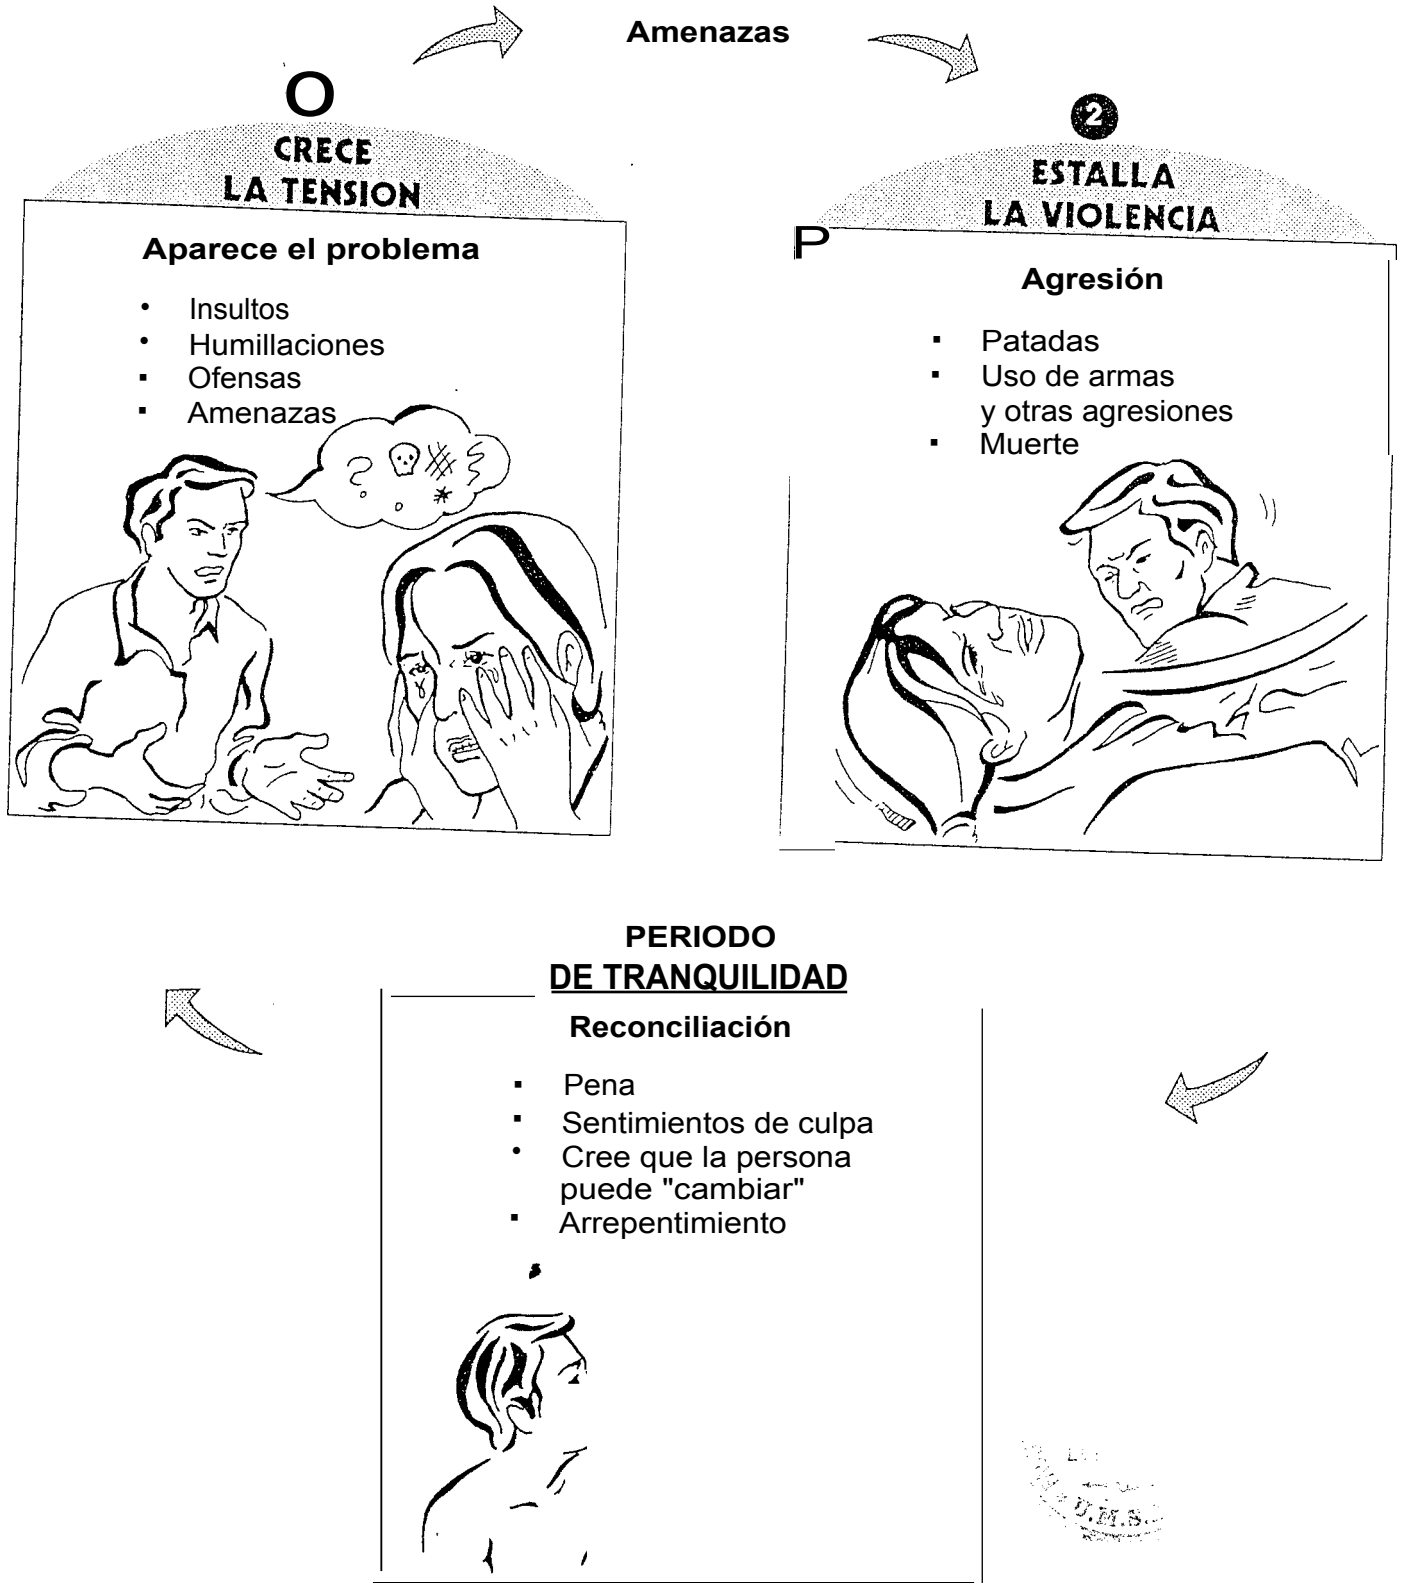 Amenazas
O
CRECE
LA TENSION
Aparece el problema
• Insultos
• Humillaciones
▪ Ofensas
▪ Amenazas
2
ESTALLA
LA VIOLENCIA
P
Agresión
▪ Patadas
▪ Uso de armas
y otras agresiones
▪ Muerte
PERIODO
DE TRANQUILIDAD
Reconciliación
▪ Pena
▪ Sentimientos de culpa
• Cree que la persona
puede "cambiar"
▪ Arrepentimiento
U.M.S.